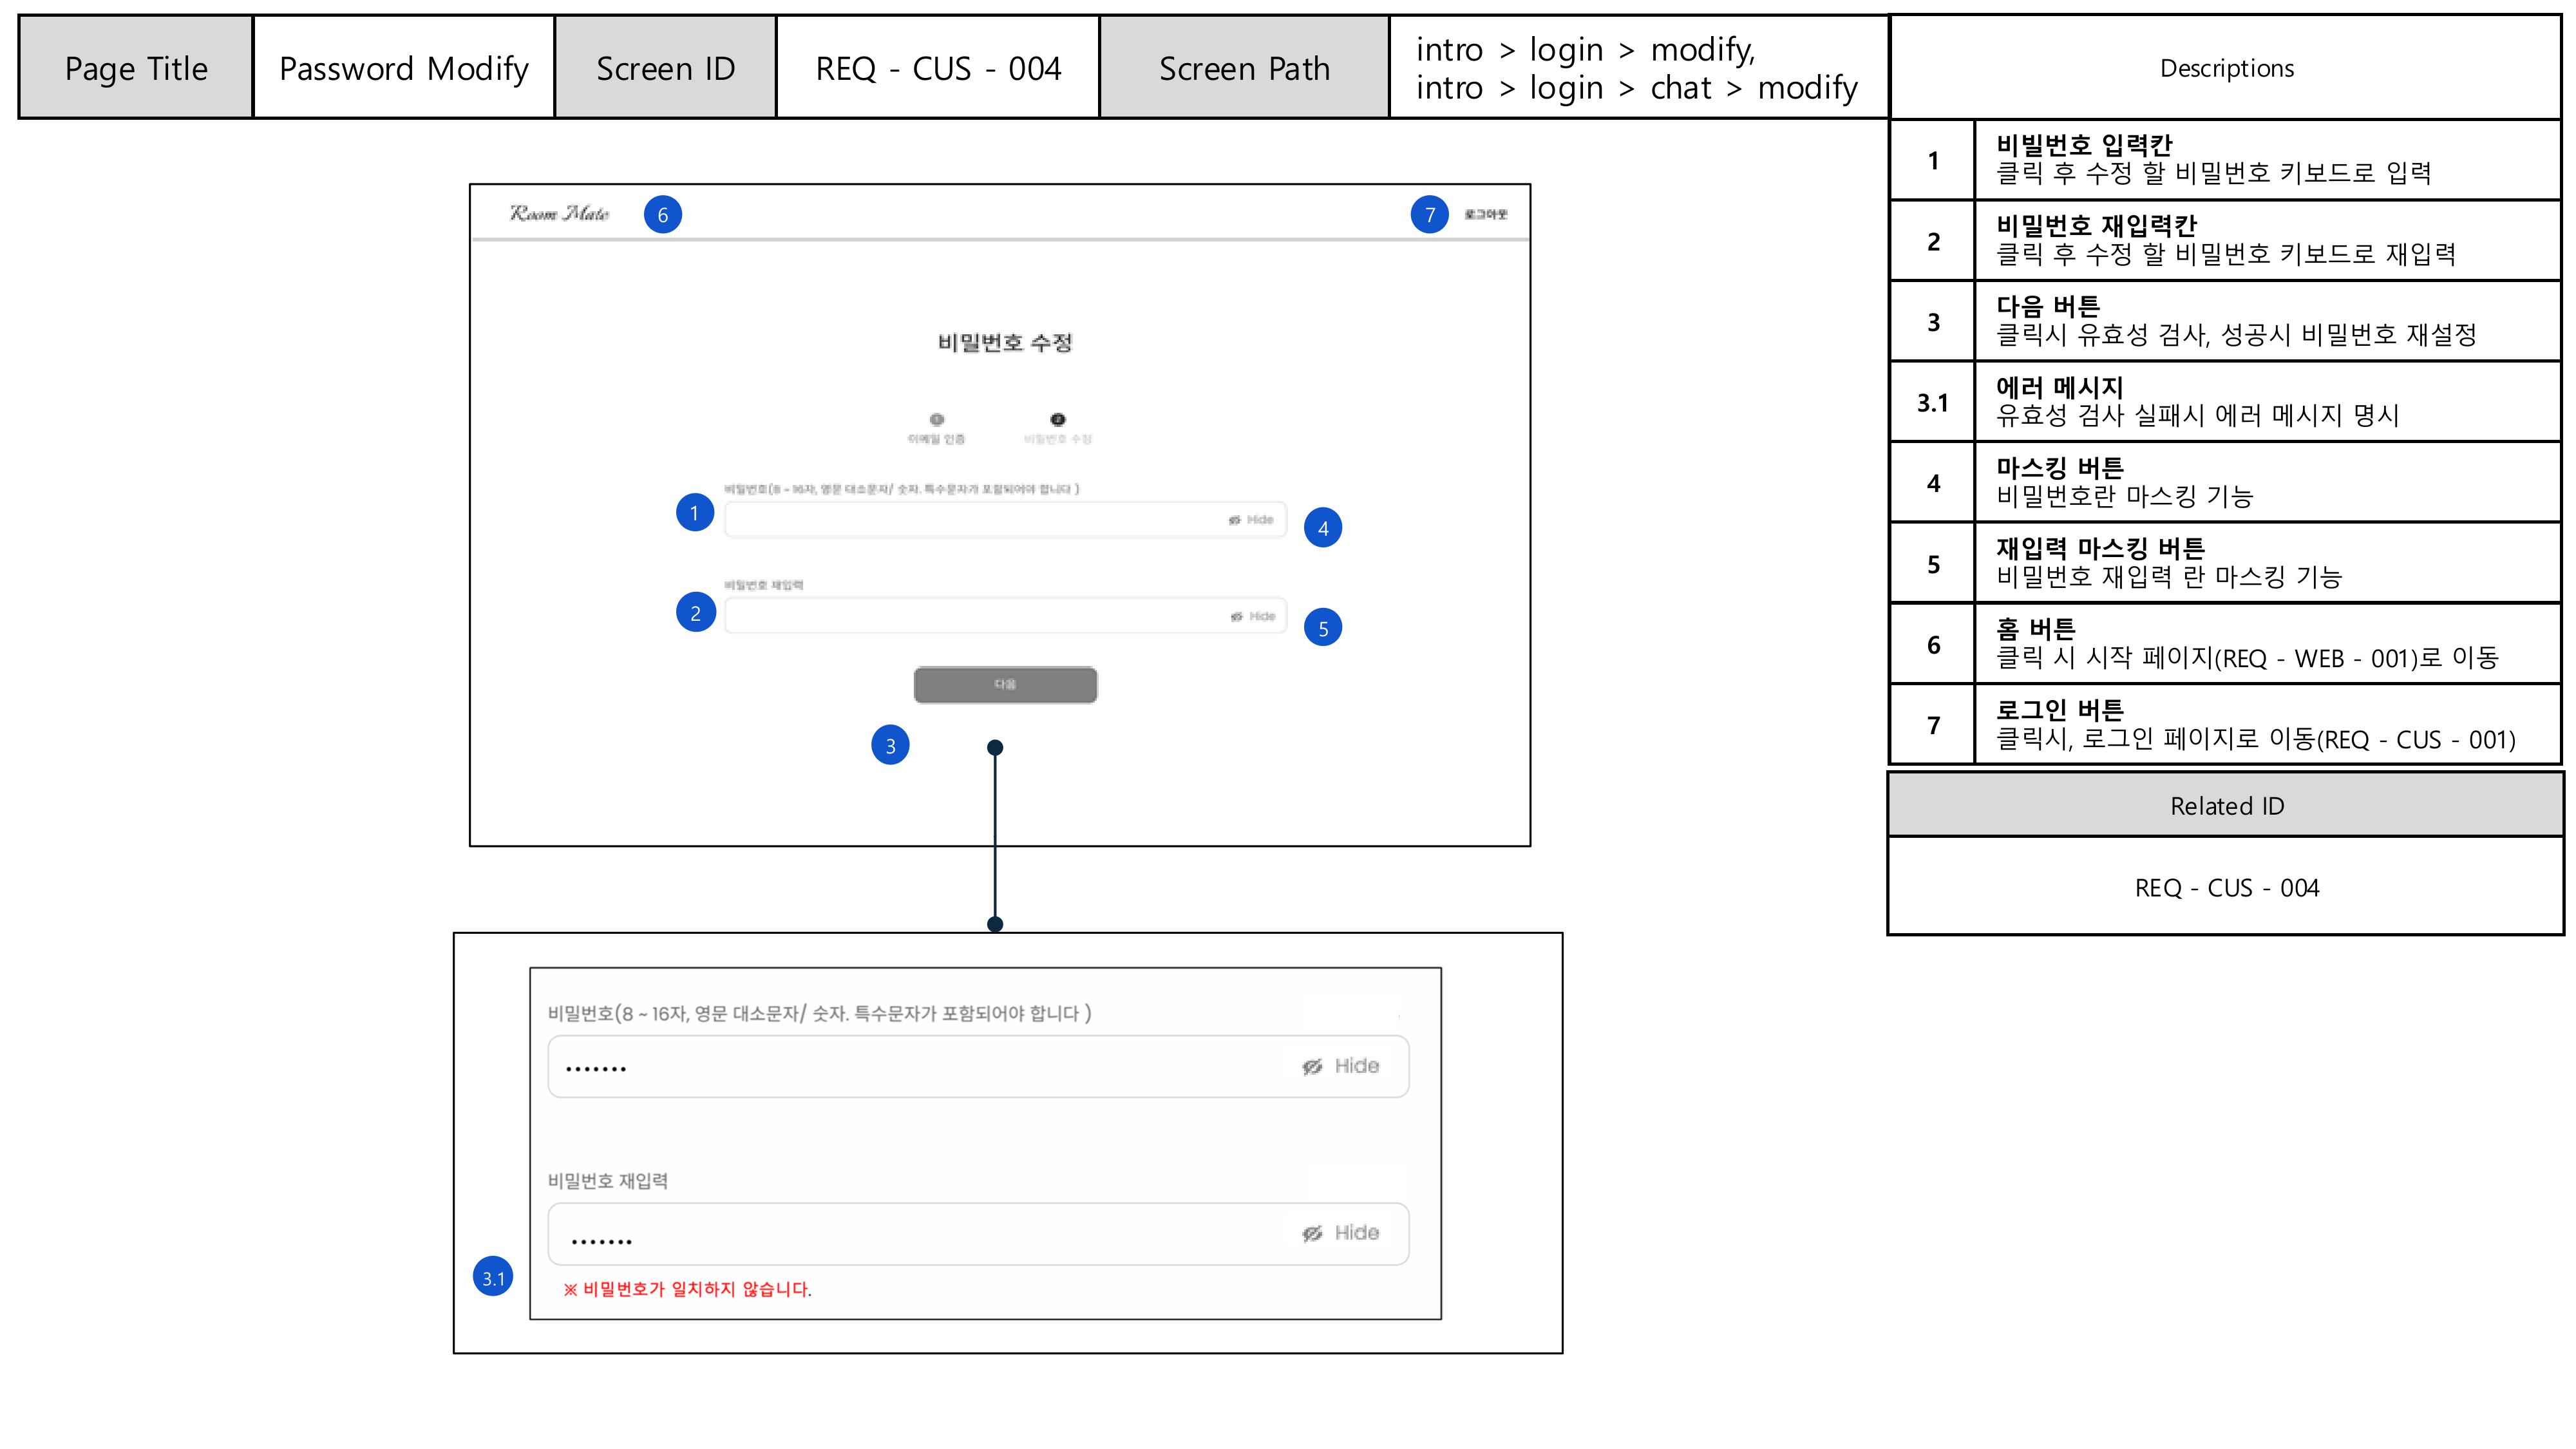 Page Title
Password Modify
Screen ID
REQ - CUS - 004
Screen Path
intro > login > modify,
intro > login > chat > modify
Descriptions
1
비빌번호 입력칸
클릭 후 수정 할 비밀번호 키보드로 입력
2
비밀번호 재입력칸
클릭 후 수정 할 비밀번호 키보드로 재입력
3
다음 버튼
클릭시 유효성 검사, 성공시 비밀번호 재설정
3.1
에러 메시지
유효성 검사 실패시 에러 메시지 명시
4
마스킹 버튼
비밀번호란 마스킹 기능
5
재입력 마스킹 버튼
비밀번호 재입력 란 마스킹 기능
6
홈 버튼
클릭 시 시작 페이지(REQ - WEB - 001)로 이동
7
로그인 버튼
클릭시, 로그인 페이지로 이동(REQ - CUS - 001)
Related ID
REQ - CUS - 004
Room Mate
6
7
로그아웃
비밀번호 수정
이메일 인증
비밀번호 수정
비밀번호(8 ~ 16자, 영문 대소문자/ 숫자. 특수문자가 포함되어야 합니다 )
1
Hide
4
비밀번호 재입력
2
Hide
5
다음
3
비밀번호(8 ~ 16자, 영문 대소문자/ 숫자. 특수문자가 포함되어야 합니다 )
Hide
비밀번호 재입력
Hide
3.1
※ 비밀번호가 일치하지 않습니다.